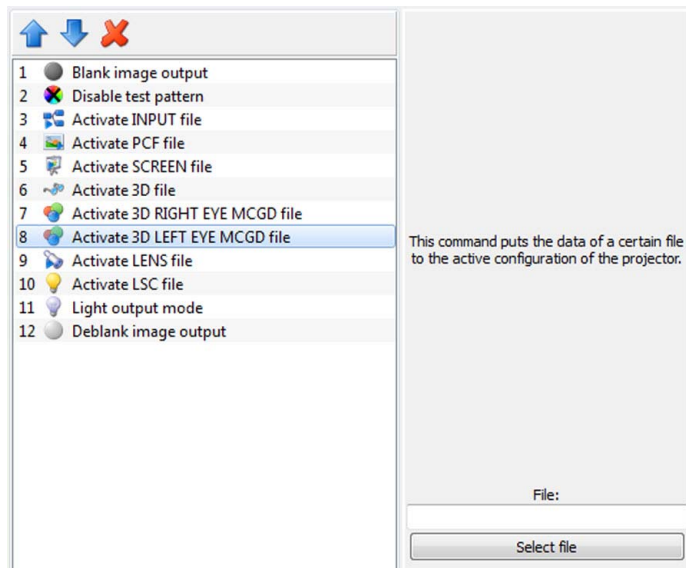 1 Blank image output
2 Disable test pattern
3 Activate INPUT file
4 Activate PCF file
5 Activate SCREEN file
6 Activate 3D file
7 Activate 3D RIGHT EYE MCGD file
8 Activate 3D LEFT EYE MCGD file
9 Activate LENS file
10 Activate LSC file
11 Light output mode
12 Deblank image output
This command puts the data of a certain file
to the active configuration of the projector.
File:
Select file